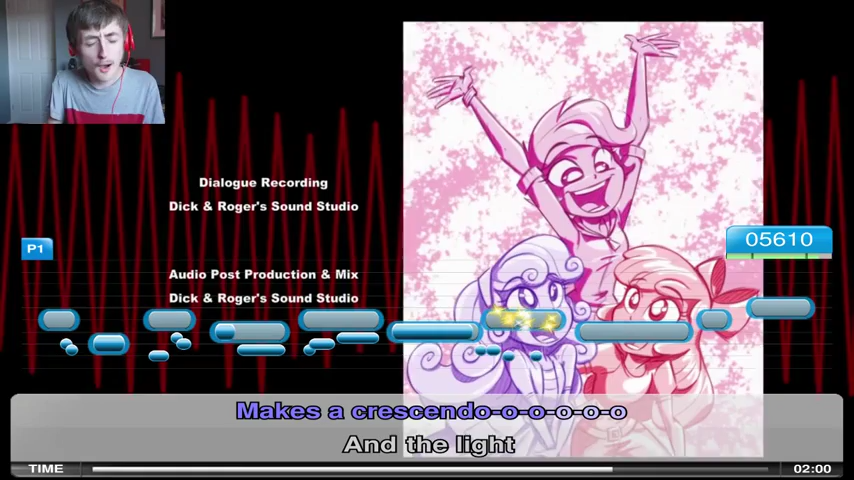 Dialogue Recording
Dick & Roger's Sound Studio
P1
05610
Audio Post Production & Mix
Dick & Roger's Sound Studio
Makes a crescendo-o-o-o-o-o
And the light
TIME
02:00